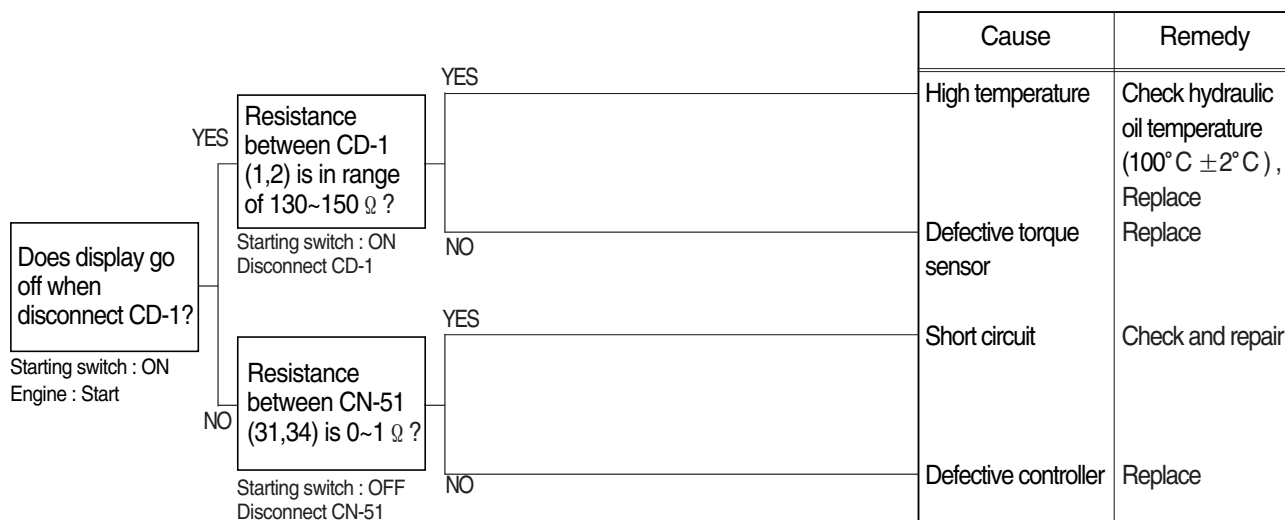 Cause
Remedy
YES
High temperature
Check hydraulic
oil temperature
(100°C ±2°C) ,
Replace
YES
Resistance
between CD-1
(1,2) is in range
of 130~150 Ω ?
Starting switch : ON
Disconnect CD-1
NO
Defective torque
sensor
Replace
Does display go
off when
disconnect CD-1?
Starting switch : ON
Engine : Start
YES
Short circuit
Check and repair
NO
Resistance
between CN-51
(31,34) is 0~1 Ω ?
Starting switch : OFF
Disconnect CN-51
NO
Defective controller
Replace